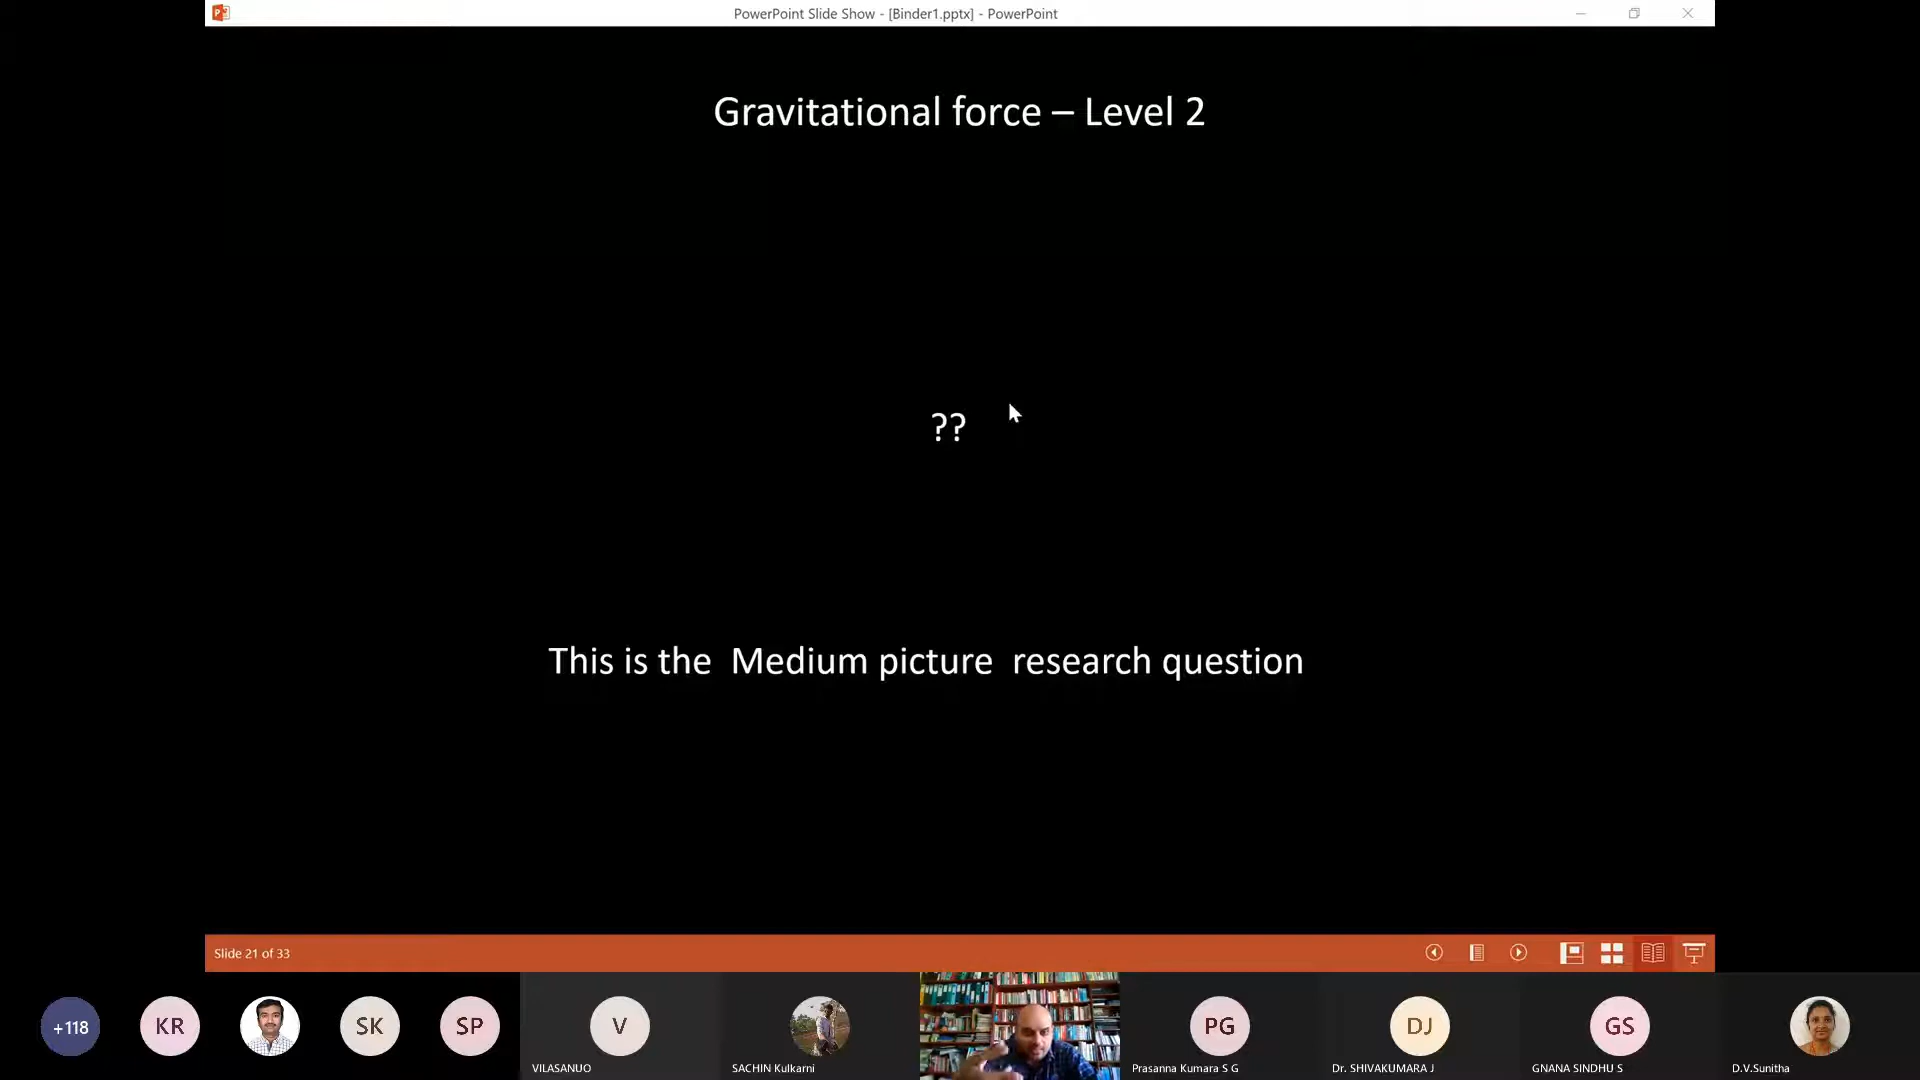 PowerPoint Slide Show - [Binder1.pptx] - PowerPoint
Gravitational force – Level 2
??
This is the  Medium picture  research question
Slide 21 of 33
+118
KR
SK
SP
V
PG
DJ
GS
VILASANUO
SACHIN Kulkarni
Prasanna Kumara S G
Dr. SHIVAKUMARA J
GNANA SINDHU S
D.V.Sunitha